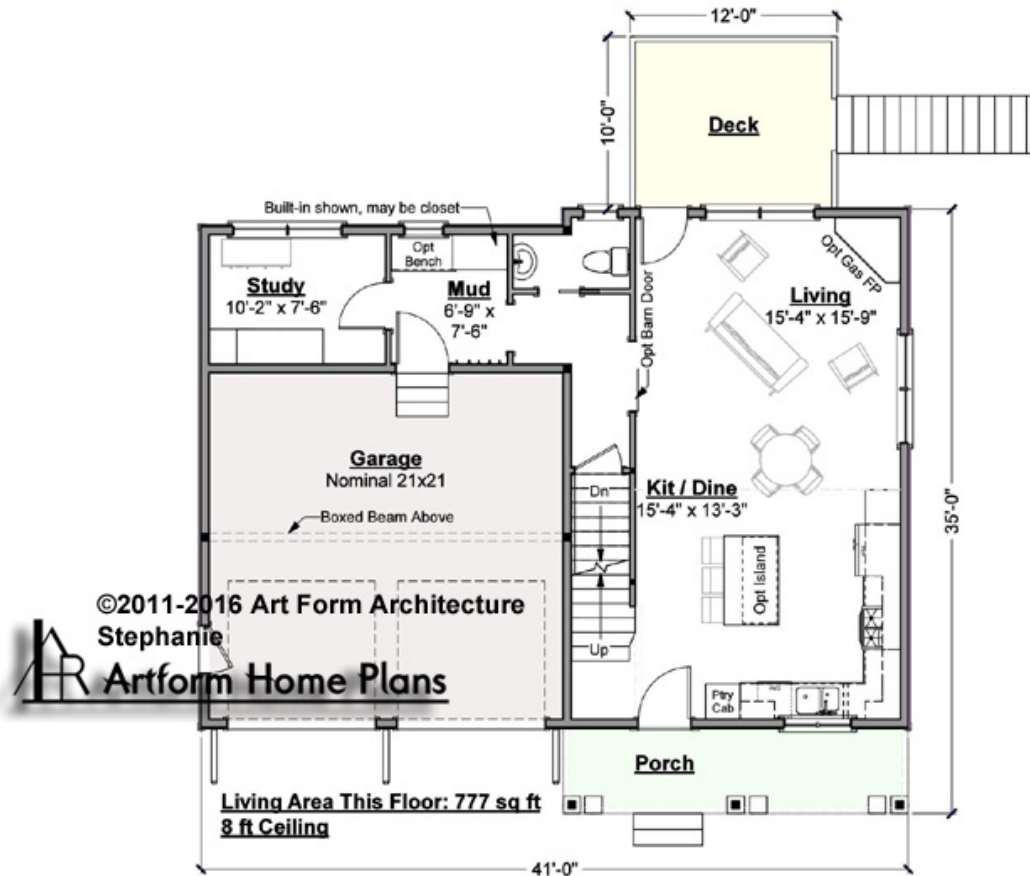 12'-0"
10'-0"
Deck
Built-in shown, may be closet
Opt
Bench
Study
10'-2" x 7'-6"
Mud
6'-9" x
7'-6"
Opt Barn Door
Opt Gas FP
Living
15'-4" x 15'-9"
Garage
Nominal 21x21
Boxed Beam Above
Dn
Kit / Dine
15'-4" x 13'-3"
35'-0"
Opt Island
Up
©2011-2016 Art Form Architecture
Stephanie
Artform Home Plans
Ptry
Cab
Porch
Living Area This Floor: 777 sq ft
8 ft Ceiling
41'-0"